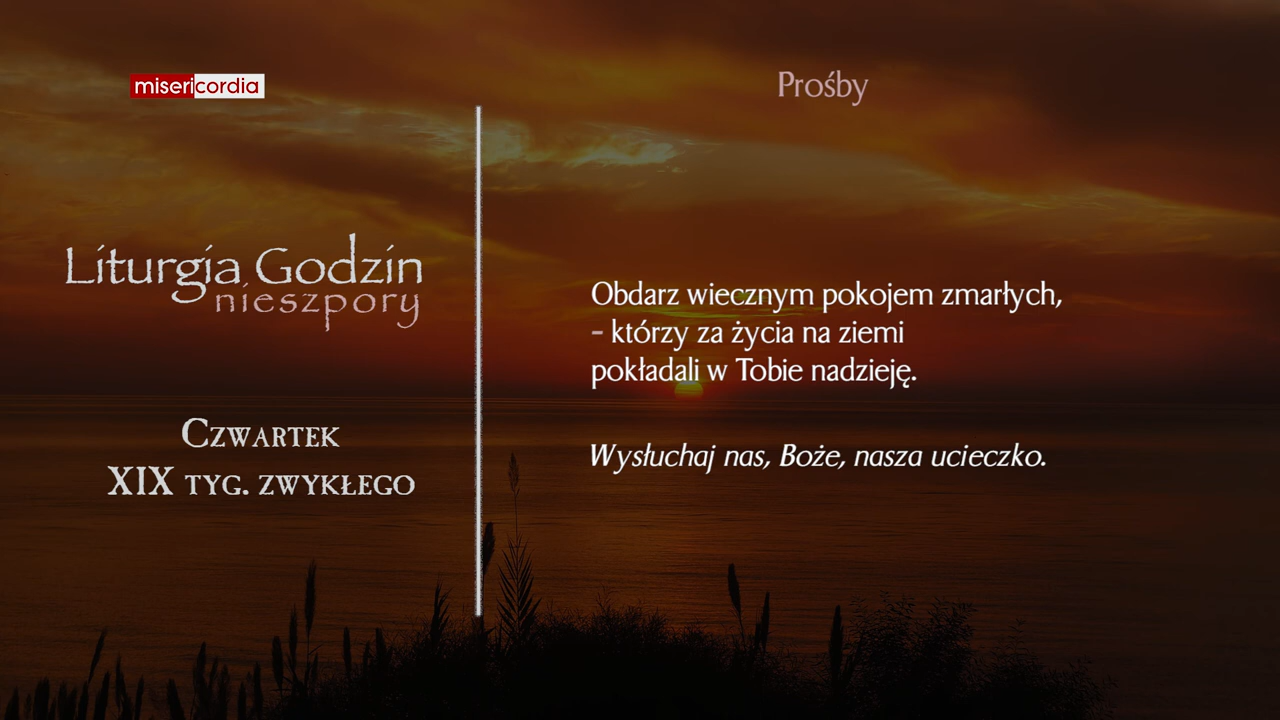 misericordia
Prośby
Liturgia Godzin
nieszpory
Obdarz wiecznym pokojem zmarłych,
- którzy za życia na ziemi
pokładali w Tobie nadzieję.
Czwartek
XIX tyg. zwykłego
Wysłuchaj nas, Boże, nasza ucieczko.